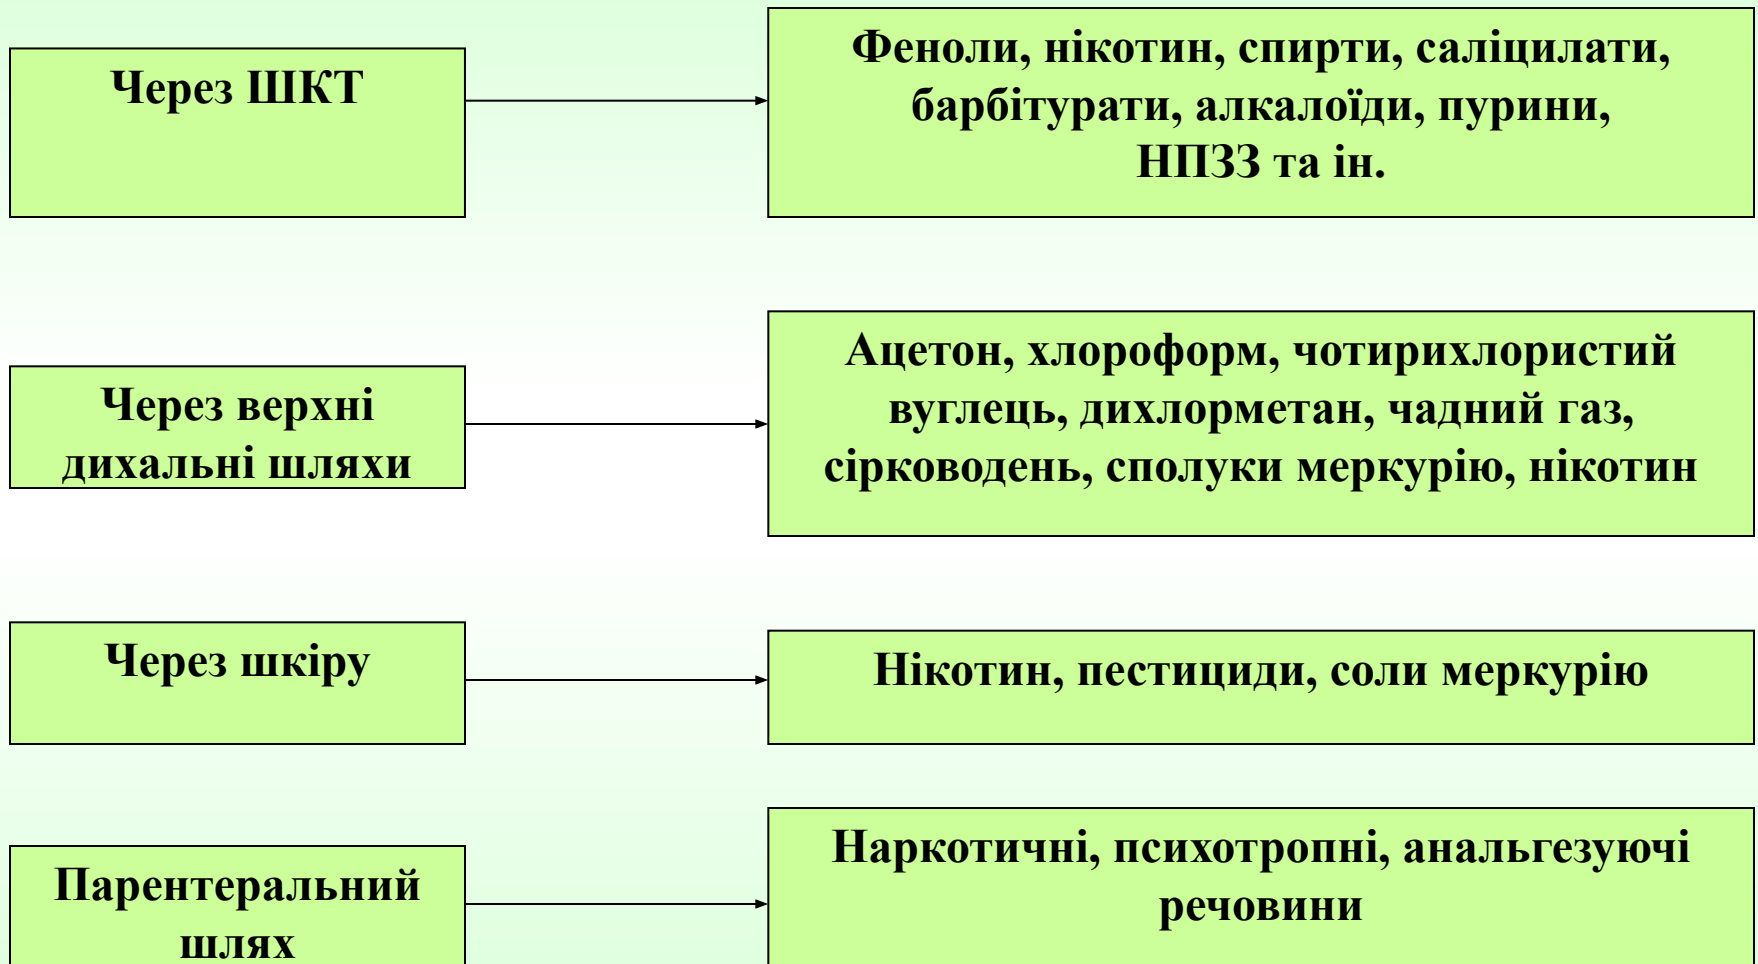 Через ШКТ
Феноли, нікотин, спирти, саліцилати,
барбітурати, алкалоїди, пурини,
НПЗЗ та ін.
Через верхні
дихальні шляхи
Ацетон, хлороформ, чотирихлористий
вуглець, дихлорметан, чадний газ,
сірководень, сполуки меркурію, нікотин
Через шкіру
Нікотин, пестициди, соли меркурію
Парентеральний
шлях
Наркотичні, психотропні, анальгезуючі
речовини